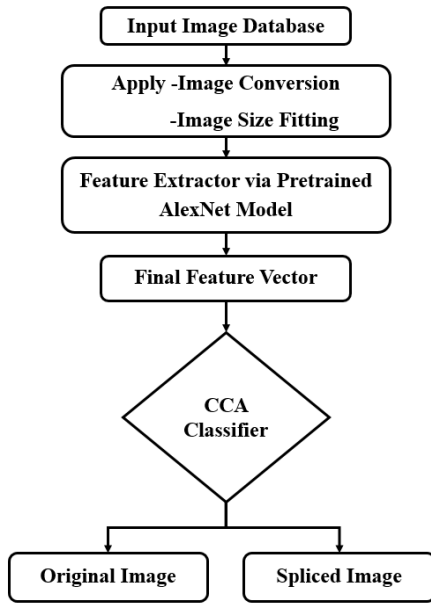 Input Image Database
Apply -Image Conversion
-Image Size Fitting
Feature Extractor via Pretrained
AlexNet Model
Final Feature Vector
CCA
Classifier
Original Image
Spliced Image